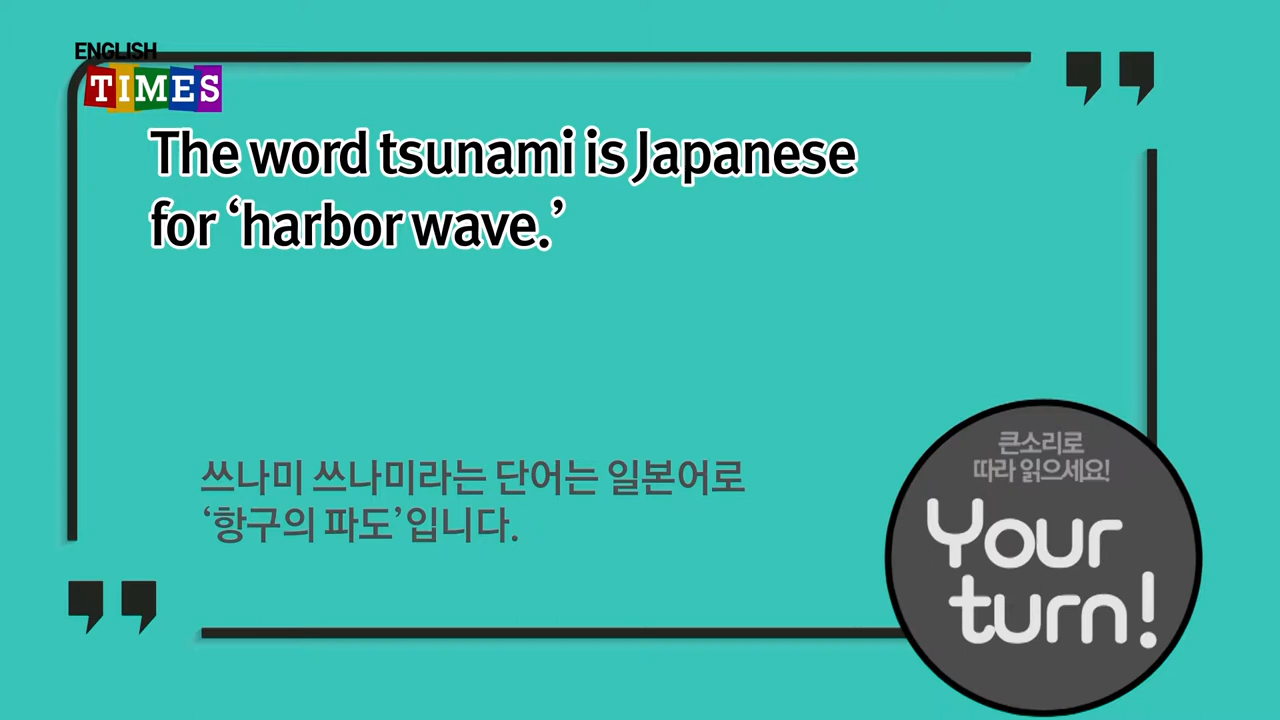 ENGLISH
TIMES
The word tsunami is Japanese
for ‘harbor wave.’
쓰나미 쓰나미라는 단어는 일본어로
‘항구의 파도’입니다.
큰소리로
따라 읽으세요!
Your
turn!